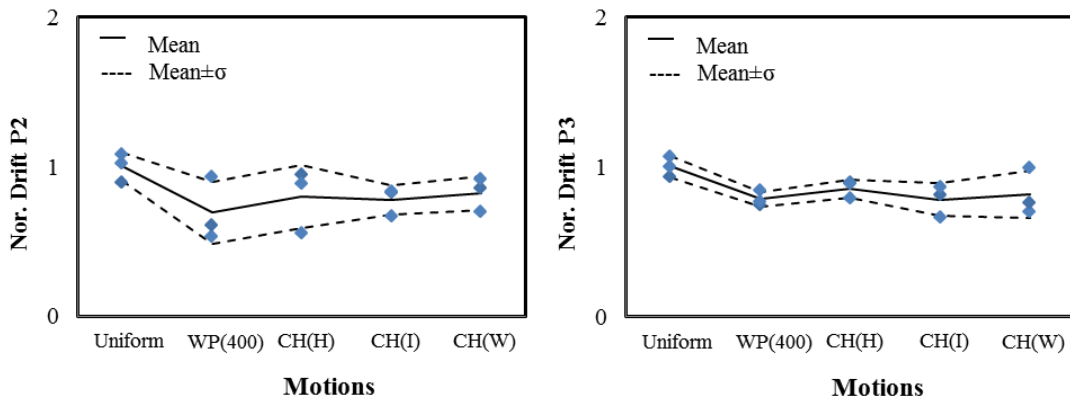 2
Mean
Mean±σ
1
0
Nor. Drift P2
Uniform
WP(400)
CH(H)
CH(I)
CH(W)
Motions
2
Mean
Mean±σ
1
0
Nor. Drift P3
Uniform
WP(400)
CH(H)
CH(I)
CH(W)
Motions